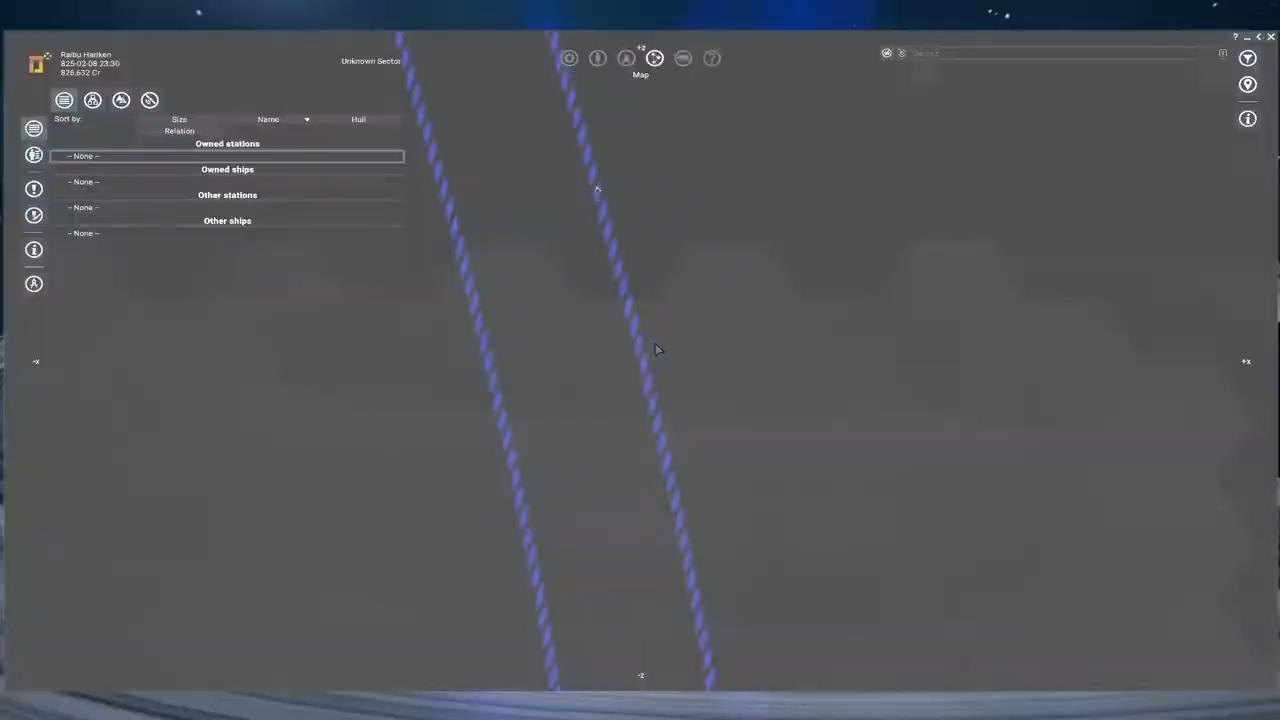 Raibu Hariken
825-02-08 23:30
826,632 Cr
Unknown Sector
+z
Map
Search
? _ < X
Sort by:
Size
Name
Hull
Relation
Owned stations
-- None --
Owned ships
-- None --
Other stations
-- None --
Other ships
-- None --
-x
+x
-z